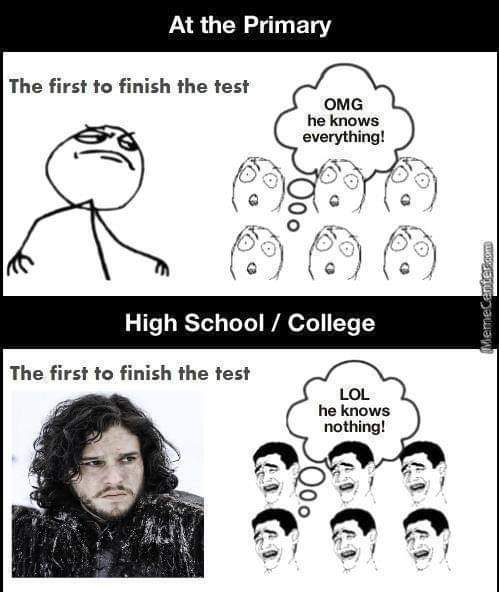 At the Primary
The first to finish the test
OMG
he knows
everything!
MemeCenter.com
High School / College
The first to finish the test
LOL
he knows
nothing!